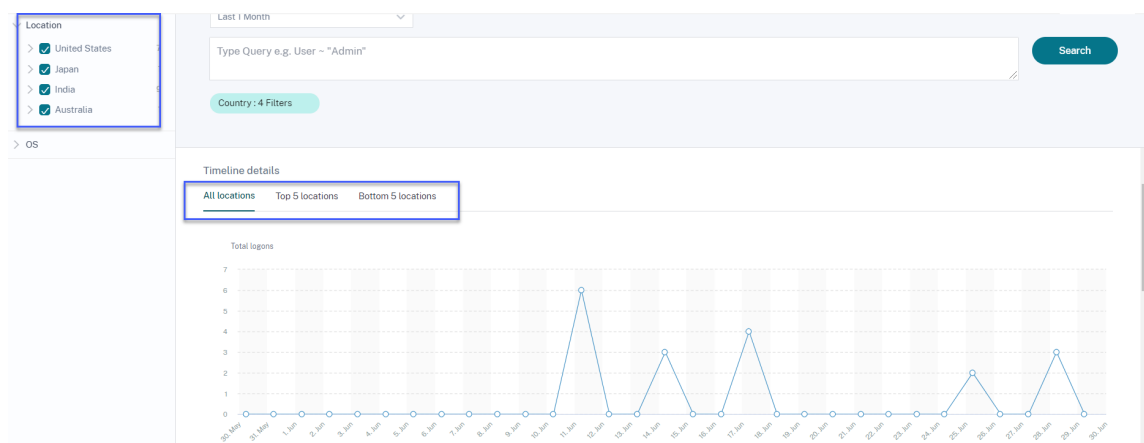 Location
United States
Japan
India
Australia
OS
Last 1 Month
Type Query e.g. User ~ "Admin"
Search
Country : 4 Filters
Timeline details
All locations Top 5 locations Bottom 5 locations
Total logons
7
6
5
4
3
2
1
0
30. May 31. May 1. Jun 2. Jun 3. Jun 4. Jun 5. Jun 6. Jun 7. Jun 8. Jun 9. Jun 10. Jun 11. Jun 12. Jun 13. Jun 14. Jun 15. Jun 16. Jun 17. Jun 18. Jun 19. Jun 20. Jun 21. Jun 22. Jun 23. Jun 24. Jun 25. Jun 26. Jun 27. Jun 28. Jun 29. Jun 30. Jun